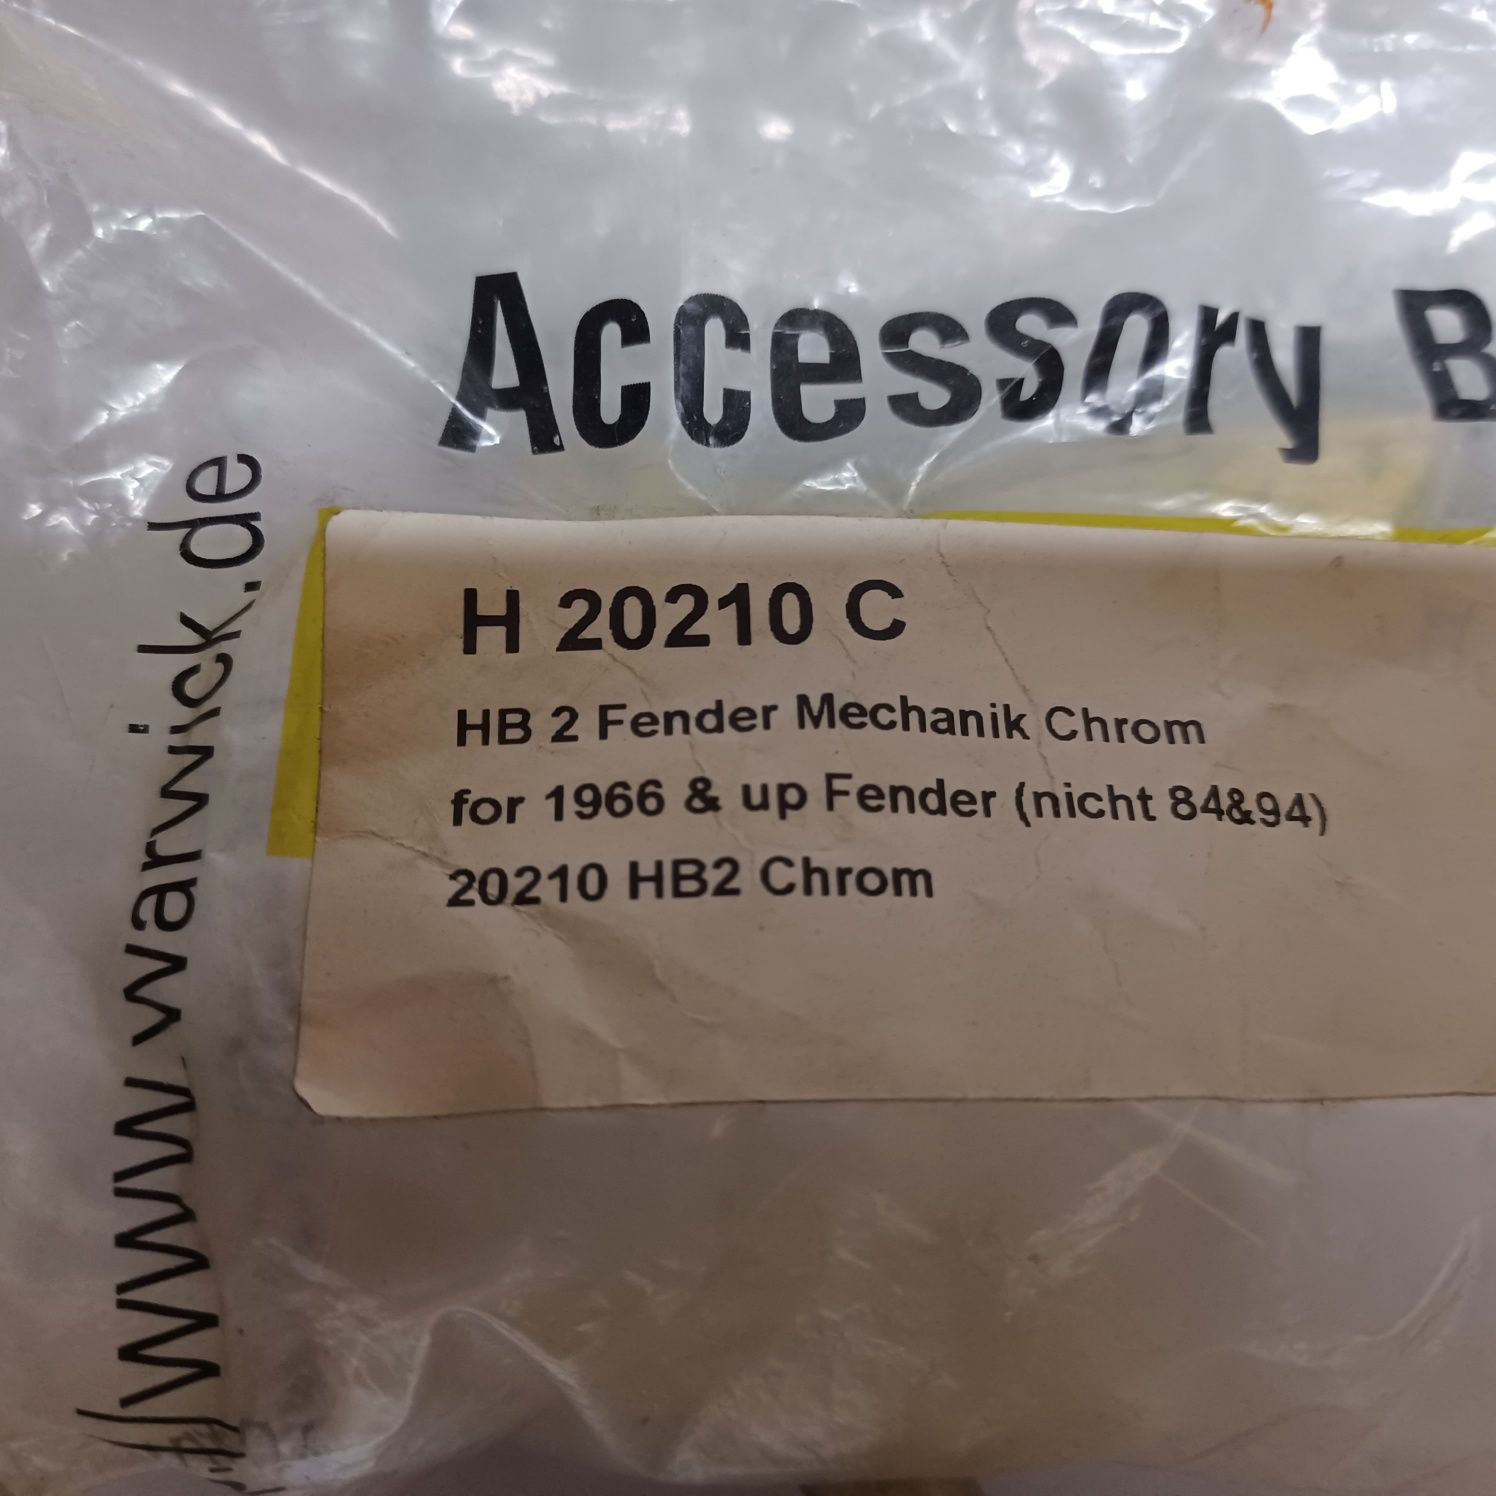 Accessory B
H 20210 C
HB 2 Fender Mechanik Chrom
for 1966 & up Fender (nicht 84&94)
20210 HB2 Chrom
://www.warwick.de